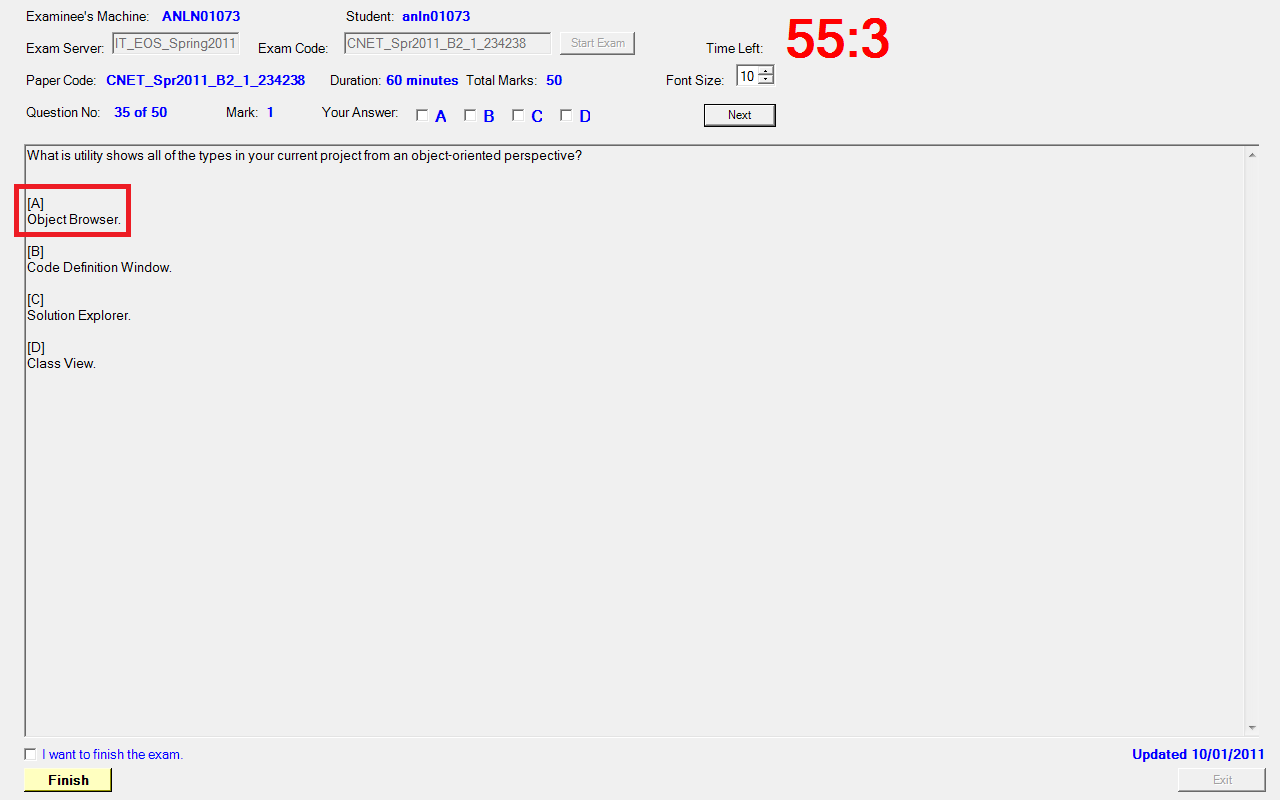 Examinee's Machine: ANLN01073 Student: anln01073
Exam Server: IT_EOS_Spring2011 Exam Code: CNET_Spr2011_B2_1_234238 Start Exam Time Left: 55:3
Paper Code: CNET_Spr2011_B2_1_234238 Duration: 60 minutes Total Marks: 50 Font Size: 10
Question No: 35 of 50 Mark: 1 Your Answer: A B C D Next
What is utility shows all of the types in your current project from an object-oriented perspective?
[A]
Object Browser.
[B]
Code Definition Window.
[C]
Solution Explorer.
[D]
Class View.
I want to finish the exam. Updated 10/01/2011
Finish Exit